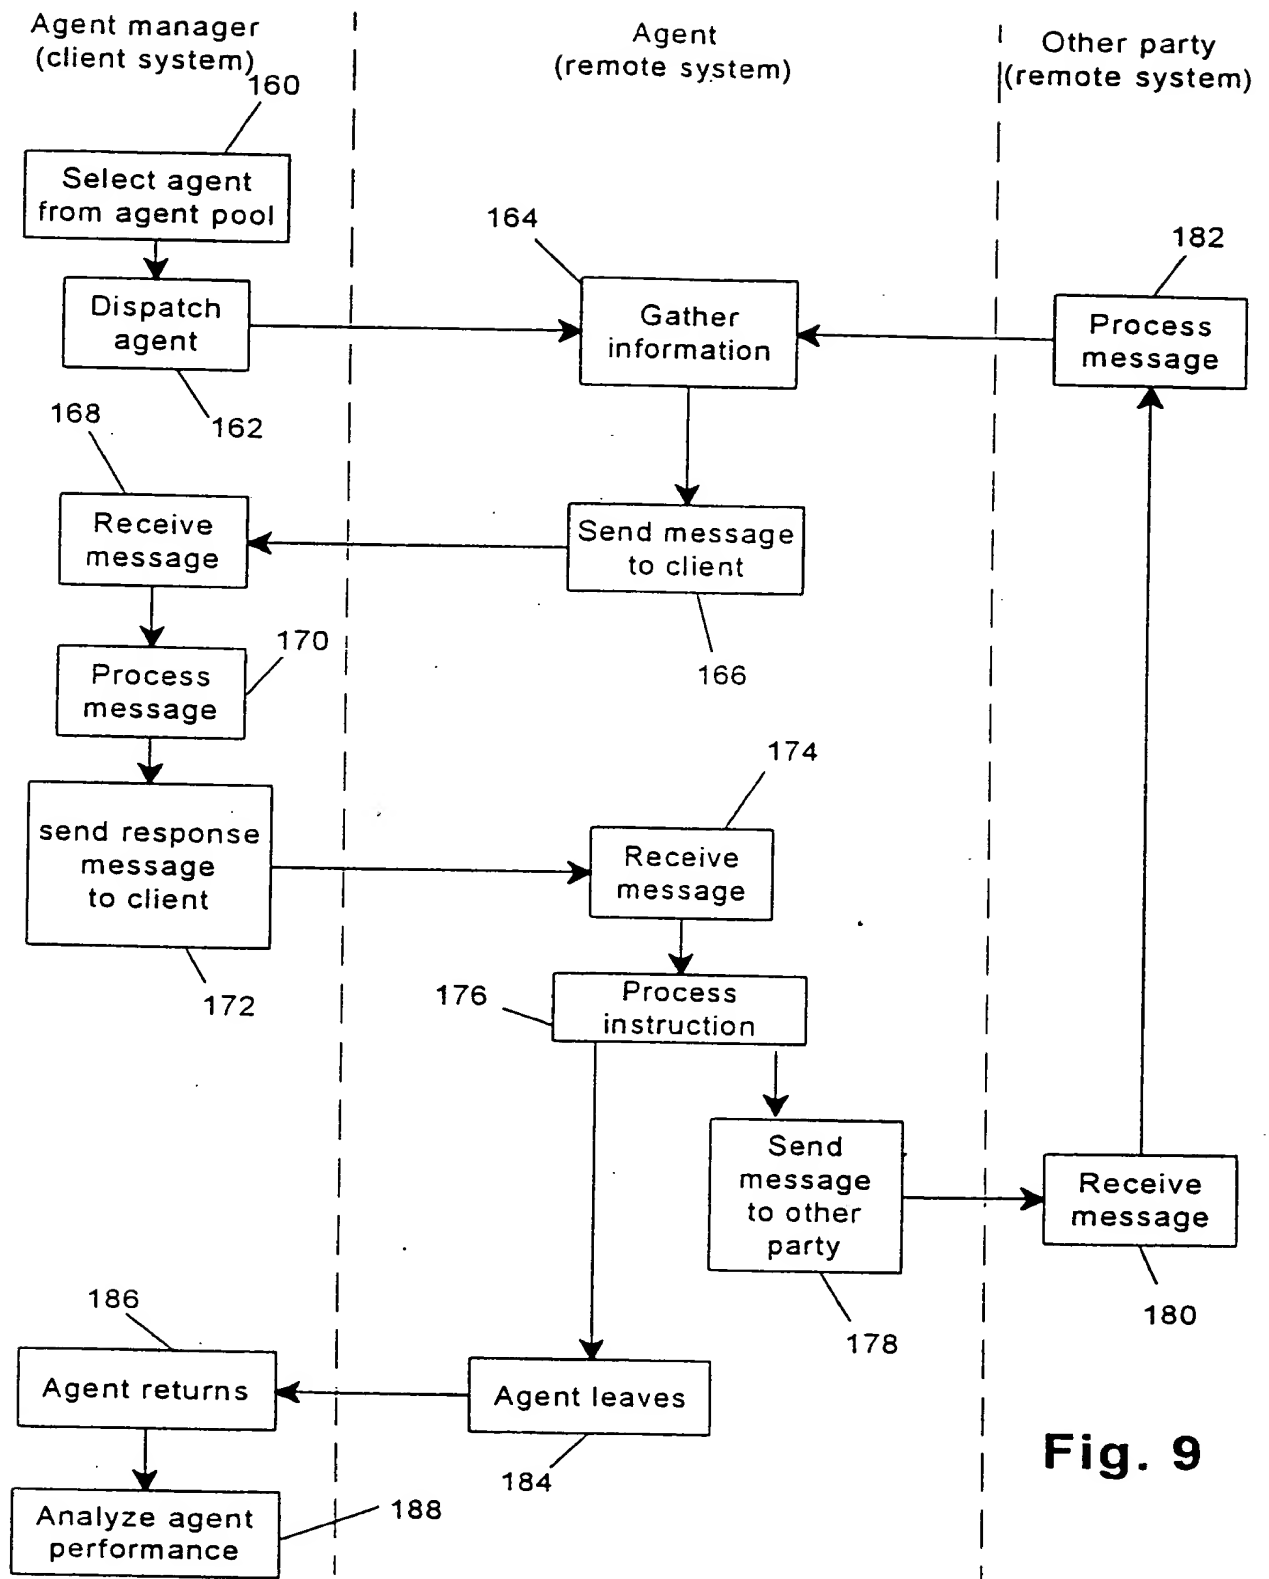 Agent manager
(client system)
Agent
(remote system)
Other party
(remote system)
160
Select agent
from agent pool
164
182
Dispatch
agent
Gather
information
Process
message
162
168
Receive
message
Send message
to client
166
170
Process
message
174
send response
message
to client
Receive
message
172
176
Process
instruction
Send
message
to other
party
Receive
message
180
178
186
Agent returns
Agent leaves
184
Fig. 9
Analyze agent
performance
188